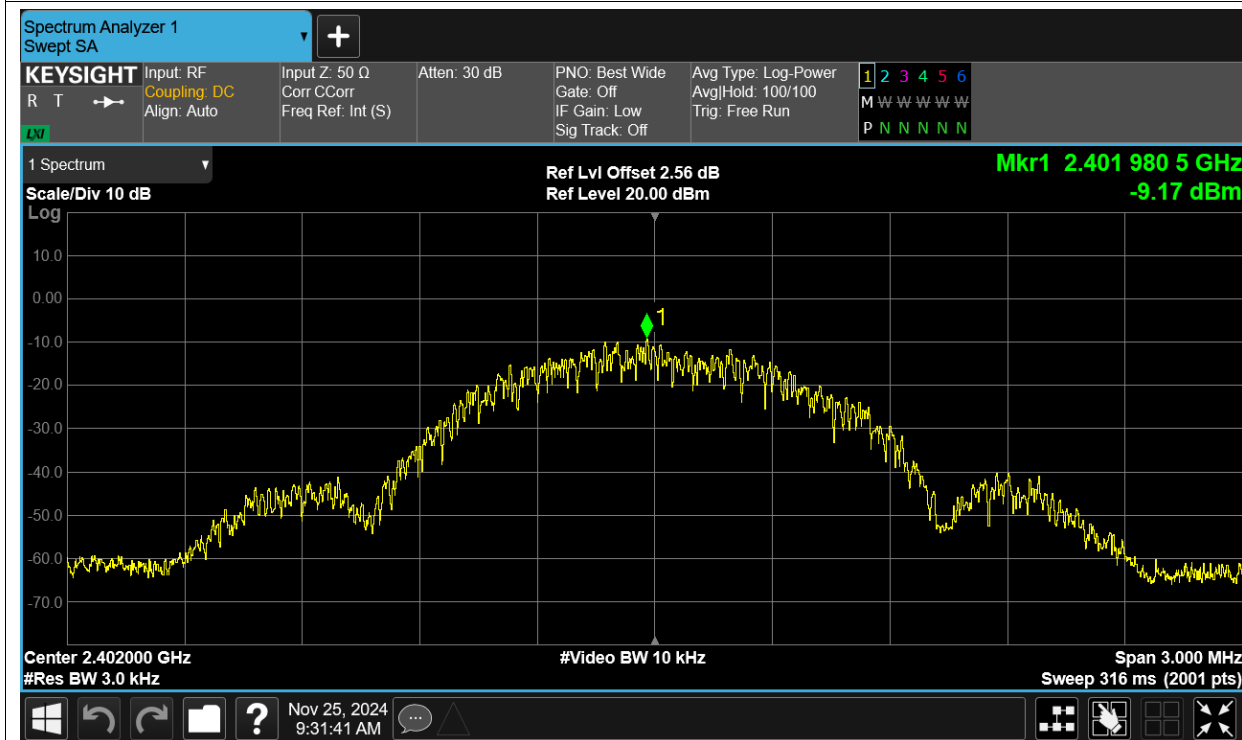 Spectrum Analyzer 1
Swept SA
+
KEYSIGHT
R T
LXI
Input: RF
Coupling: DC
Align: Auto
Input Z: 50 Ω
Corr CCorr
Freq Ref: Int (S)
Atten: 30 dB
PNO: Best Wide
Gate: Off
IF Gain: Low
Sig Track: Off
Avg Type: Log-Power
Avg|Hold: 100/100
Trig: Free Run
1 2 3 4 5 6
M W W W W W
P N N N N N
1 Spectrum
Scale/Div 10 dB
Log
Ref Lvl Offset 2.56 dB
Ref Level 20.00 dBm
Mkr1 2.401 980 5 GHz
-9.17 dBm
10.0
0.00
-10.0
-20.0
-30.0
-40.0
-50.0
-60.0
-70.0
1
Center 2.402000 GHz
#Res BW 3.0 kHz
#Video BW 10 kHz
Span 3.000 MHz
Sweep 316 ms (2001 pts)
?
Nov 25, 2024
9:31:41 AM